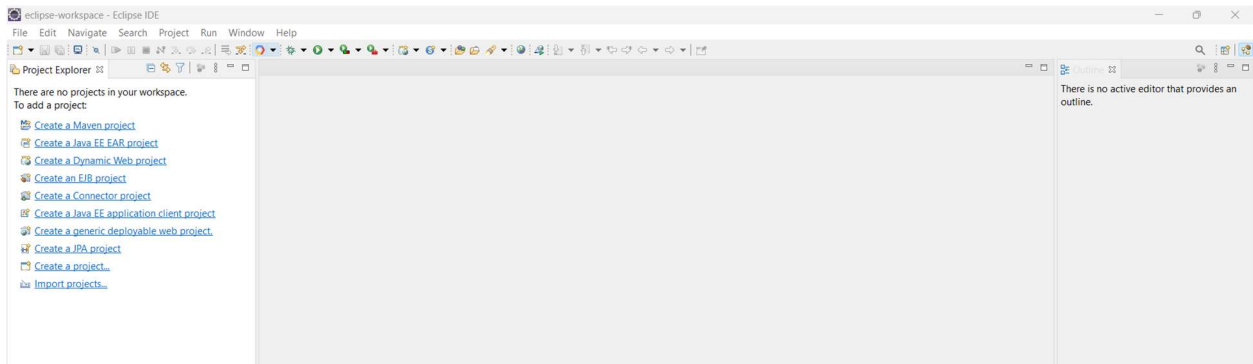 eclipse-workspace - Eclipse IDE
File Edit Navigate Search Project Run Window Help
Project Explorer
Outline
There are no projects in your workspace.
To add a project:
Create a Maven project
Create a Java EE EAR project
Create a Dynamic Web project
Create an EJB project
Create a Connector project
Create a Java EE application client project
Create a generic deployable web project.
Create a JPA project
Create a project...
Import projects...
There is no active editor that provides an
outline.